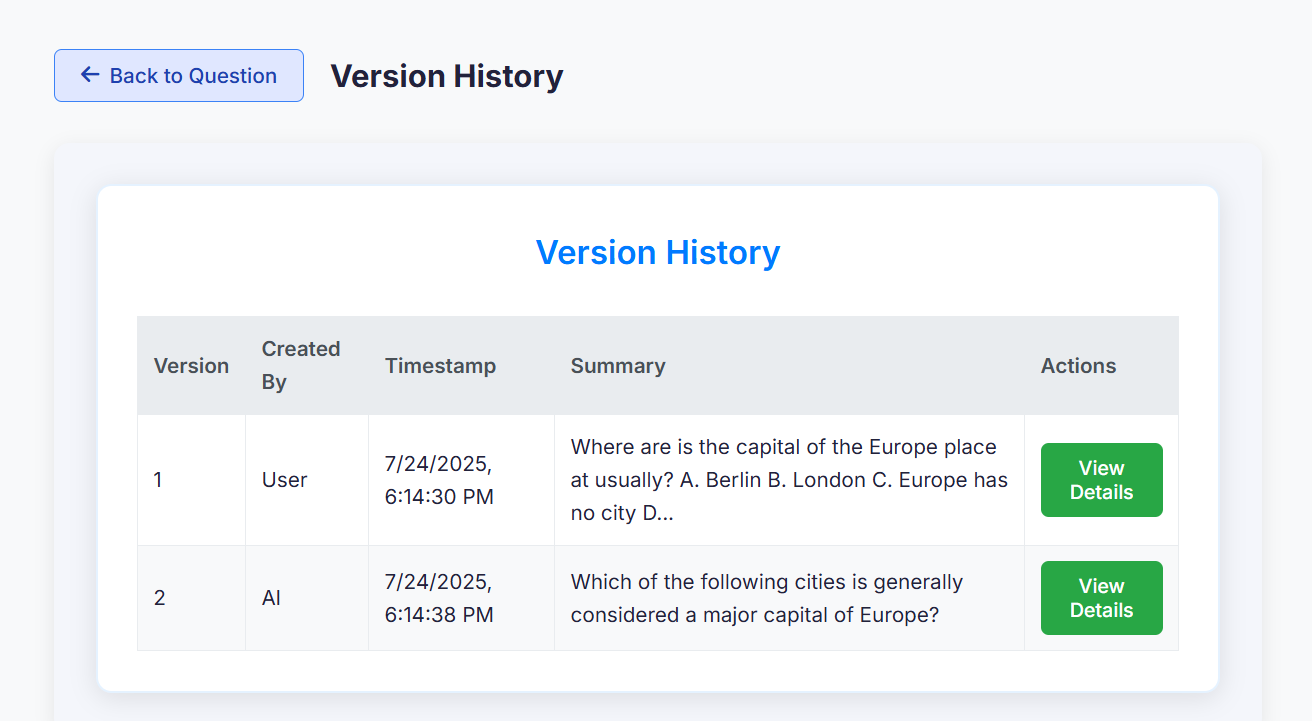 ← Back to Question
Version History
Version History
Version
Created
By
Timestamp
Summary
Actions
1
User
7/24/2025,
6:14:30 PM
Where are is the capital of the Europe place
at usually? A. Berlin B. London C. Europe has
no city D...
View
Details
2
AI
7/24/2025,
6:14:38 PM
Which of the following cities is generally
considered a major capital of Europe?
View
Details